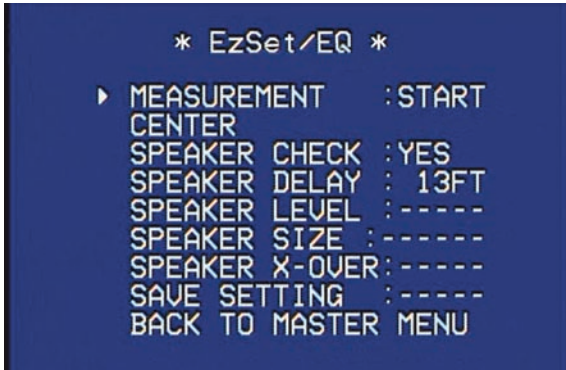 * EzSet/EQ *
MEASUREMENT :START
CENTER
SPEAKER CHECK :YES
SPEAKER DELAY : 13FT
SPEAKER LEVEL :-----
SPEAKER SIZE :------
SPEAKER X-OVER:-----
SAVE SETTING :-----
BACK TO MASTER MENU